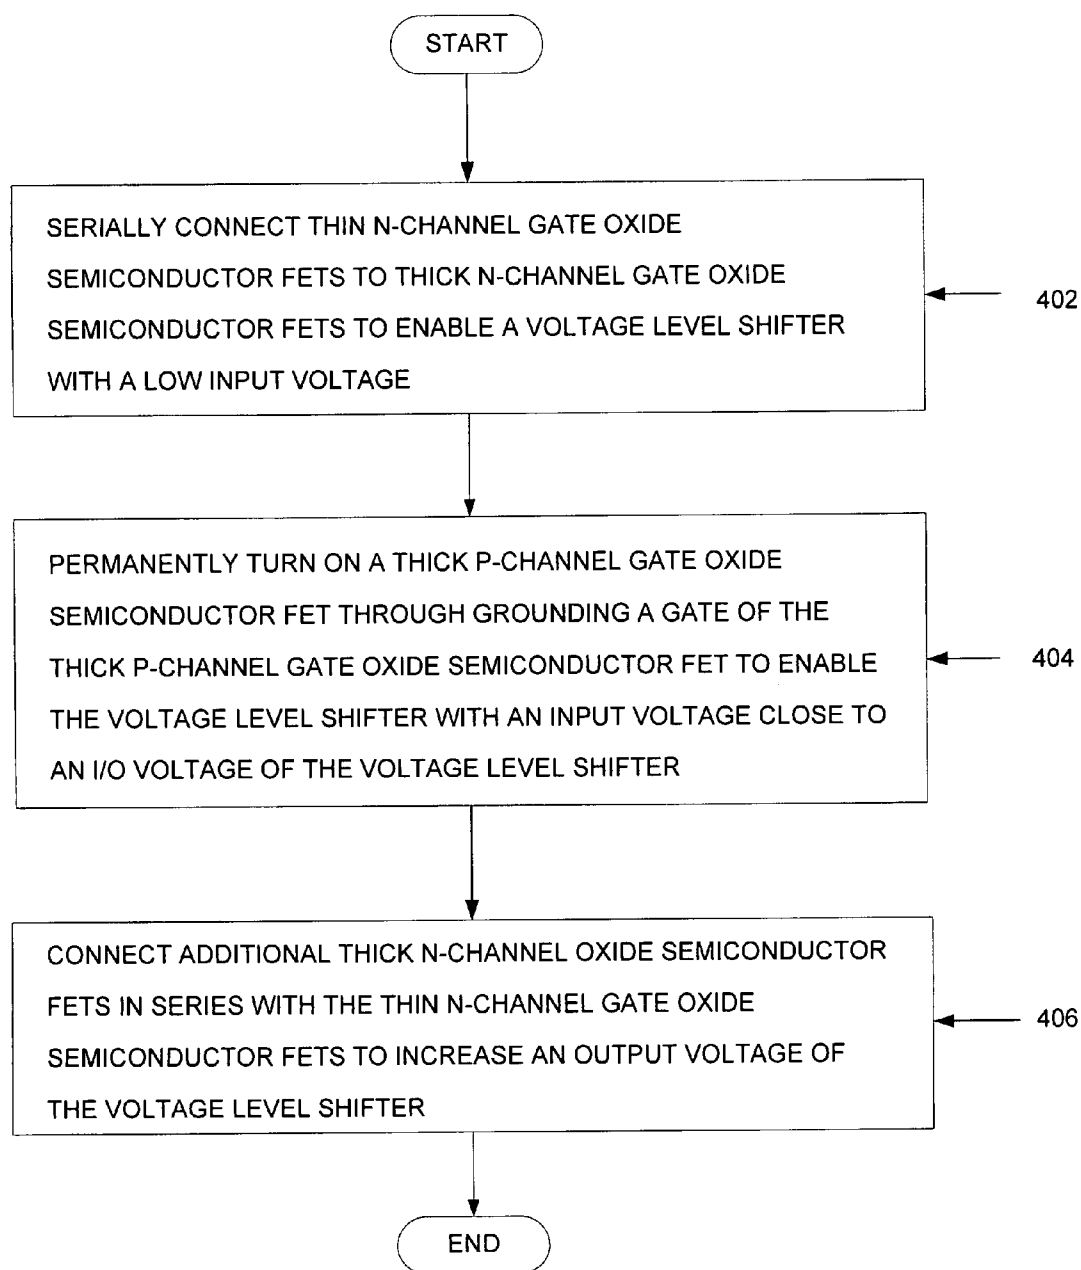 START
SERIALLY CONNECT THIN N-CHANNEL GATE OXIDE
SEMICONDUCTOR FETS TO THICK N-CHANNEL GATE OXIDE
SEMICONDUCTOR FETS TO ENABLE A VOLTAGE LEVEL SHIFTER
WITH A LOW INPUT VOLTAGE
402
PERMANENTLY TURN ON A THICK P-CHANNEL GATE OXIDE
SEMICONDUCTOR FET THROUGH GROUNDING A GATE OF THE
THICK P-CHANNEL GATE OXIDE SEMICONDUCTOR FET TO ENABLE
THE VOLTAGE LEVEL SHIFTER WITH AN INPUT VOLTAGE CLOSE TO
AN I/O VOLTAGE OF THE VOLTAGE LEVEL SHIFTER
404
CONNECT ADDITIONAL THICK N-CHANNEL OXIDE SEMICONDUCTOR
FETS IN SERIES WITH THE THIN N-CHANNEL GATE OXIDE
SEMICONDUCTOR FETS TO INCREASE AN OUTPUT VOLTAGE OF
THE VOLTAGE LEVEL SHIFTER
406
END